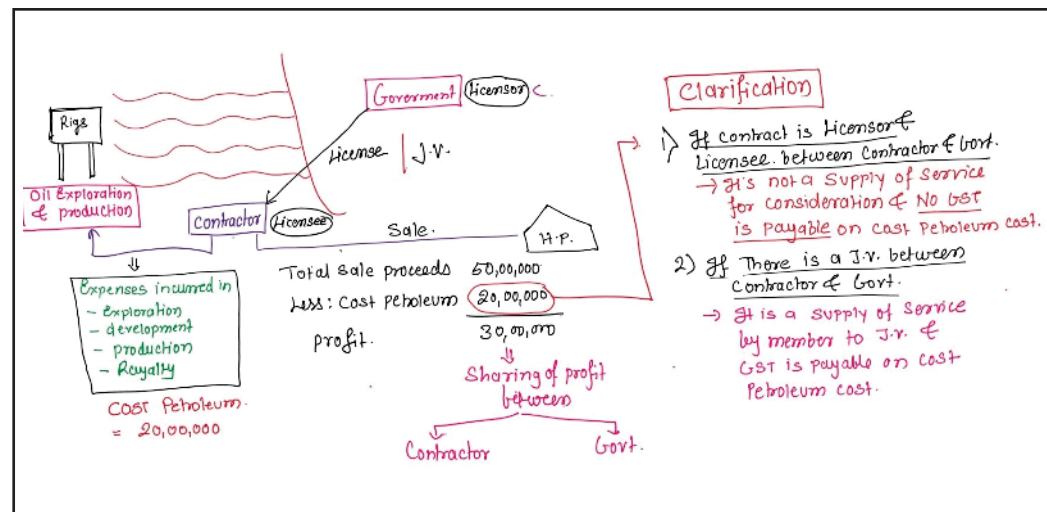 Goverment Licensor
Rigs
License J.V.
Oil Exploration
& production
Contractor Licensee
Sale.
H.P.
Expenses incurred in
- Exploration
- development
- production
- Royalty
Cost Petroleum.
= 20,00,000
Total Sale proceeds 50,00,000
Less: Cost Petroleum 20,00,000
profit. 30,00,000
Sharing of profit
between
Contractor Govt.
Clarification
1) If contract is Licensor &
Licensee between Contractor & Govt.
→ It's not a Supply of Service
for consideration & No GST
is payable on cost Petroleum cost.
2) If There is a J.V. between
Contractor & Govt.
→ It is a Supply of Service
by member to J.V. &
GST is payable on cost
Petroleum cost.